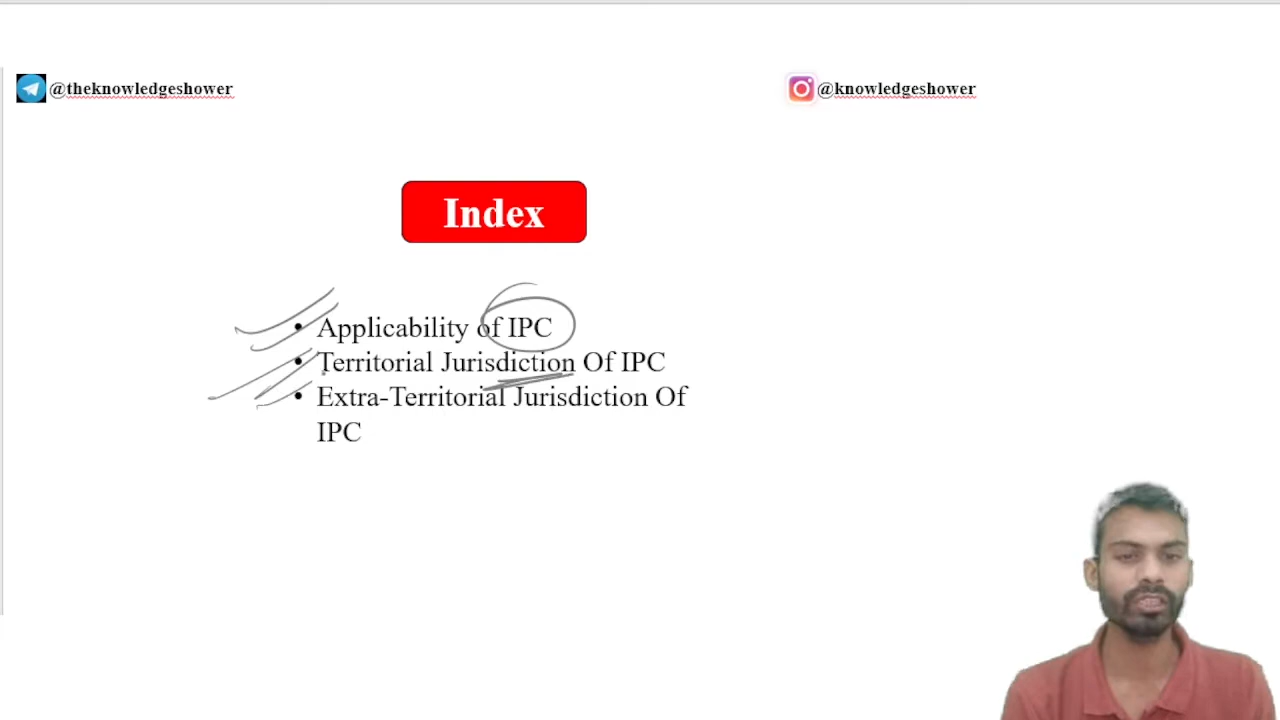 @theknowledgeshower
@knowledgeshower
Index
• Applicability of IPC
• Territorial Jurisdiction Of IPC
• Extra-Territorial Jurisdiction Of
IPC